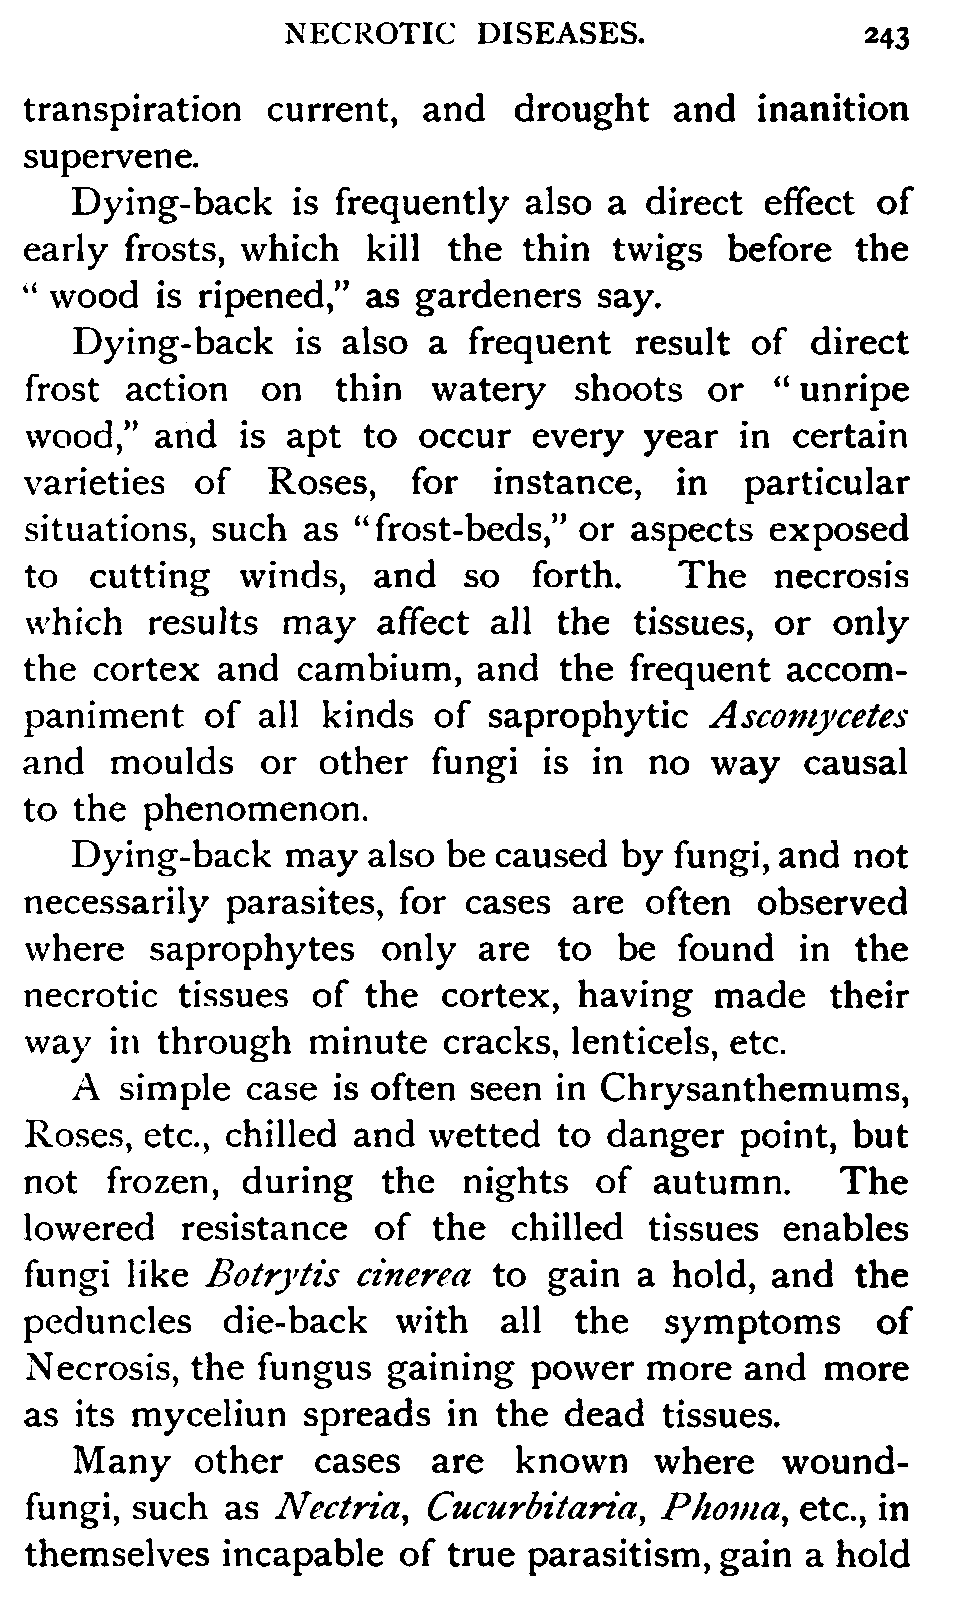 NECROTIC DISEASES. 243
transpiration current, and drought and inanition
supervene.
Dying-back is frequently also a direct effect of
early frosts, which kill the thin twigs before the
“ wood is ripened,” as gardeners say.
Dying-back is also a frequent result of direct
frost action on thin watery shoots or “ unripe
wood,” and is apt to occur every year in certain
varieties of Roses, for instance, in particular
situations, such as “frost-beds,” or aspects exposed
to cutting winds, and so forth. The necrosis
which results may affect all the tissues, or only
the cortex and cambium, and the frequent accom-
paniment of all kinds of saprophytic Ascomycetes
and moulds or other fungi is in no way causal
to the phenomenon.
Dying-back may also be caused by fungi, and not
necessarily parasites, for cases are often observed
where saprophytes only are to be found in the
necrotic tissues of the cortex, having made their
way in through minute cracks, lenticels, etc.
A simple case is often seen in Chrysanthemums,
Roses, etc., chilled and wetted to danger point, but
not frozen, during the nights of autumn. The
lowered resistance of the chilled tissues enables
fungi like Botrytis cinerea to gain a hold, and the
peduncles die-back with all the symptoms of
Necrosis, the fungus gaining power more and more
as its myceliun spreads in the dead tissues.
Many other cases are known where wound-
fungi, such as Nectria, Cucurbitaria, Phoma, etc., in
themselves incapable of true parasitism, gain a hold